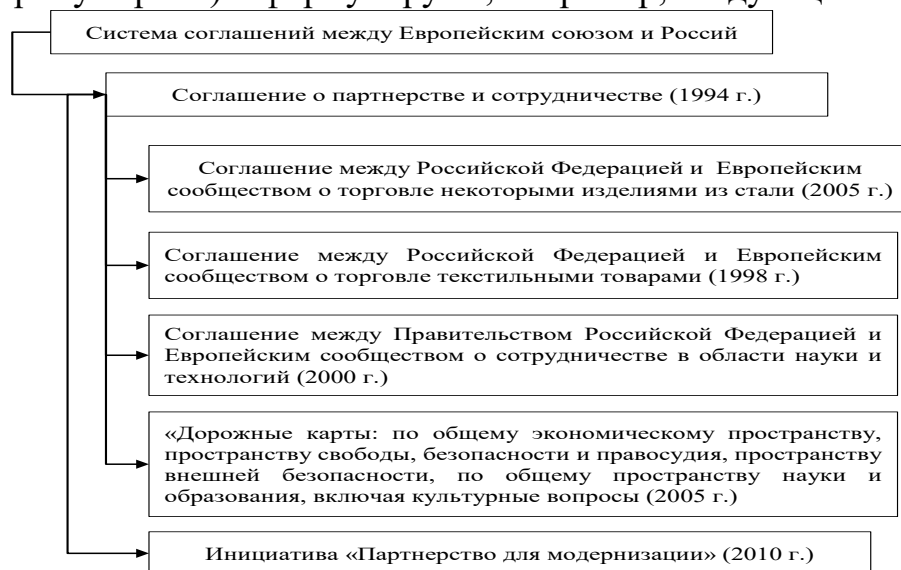 Система соглашений между Европейским союзом и Россий
Соглашение о партнерстве и сотрудничестве (1994 г.)
Соглашение между Российской Федерацией и Европейским
сообществом о торговле некоторыми изделиями из стали (2005 г.)
Соглашение между Российской Федерацией и Европейским
сообществом о торговле текстильными товарами (1998 г.)
Соглашение между Правительством Российской Федерацией и
Европейским сообществом о сотрудничестве в области науки и
технологий (2000 г.)
«Дорожные карты: по общему экономическому пространству,
пространству свободы, безопасности и правосудия, пространству
внешней безопасности, по общему пространству науки и
образования, включая культурные вопросы (2005 г.)
Инициатива «Партнерство для модернизации» (2010 г.)